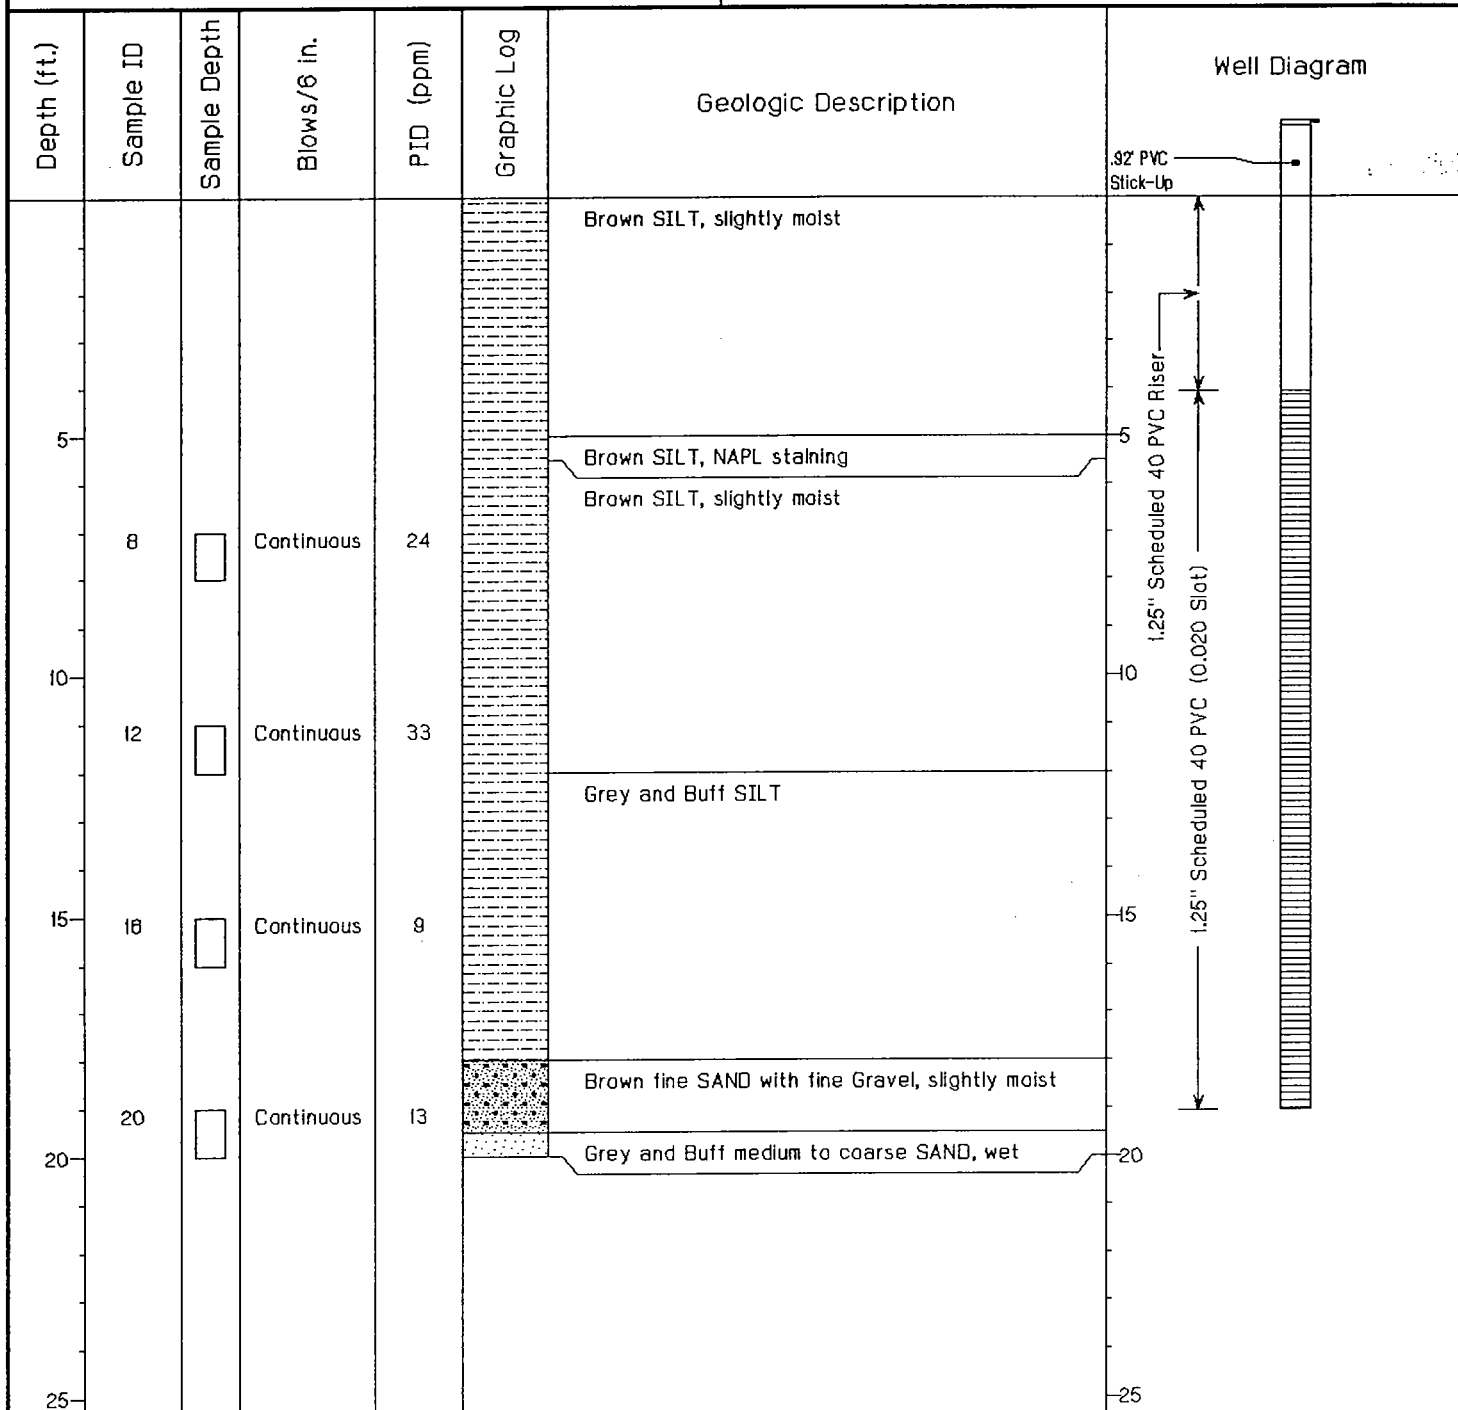 Depth (ft.)
Sample ID
Sample Depth
Blows/6 in.
PID (ppm)
Graphic Log
Geologic Description
Well Diagram
.92' PVC
Stick-Up
Brown SILT, slightly moist
5
5
Brown SILT, NAPL staining
Brown SILT, slightly moist
8 Continuous 24
10
10
12 Continuous 33
Grey and Buff SILT
15
15
16 Continuous 9
Brown fine SAND with fine Gravel, slightly moist
20 Continuous 13
Grey and Buff medium to coarse SAND, wet
20
20
25
25
1.25" Scheduled 40 PVC Riser
1.25" Scheduled 40 PVC (0.020 Slot)